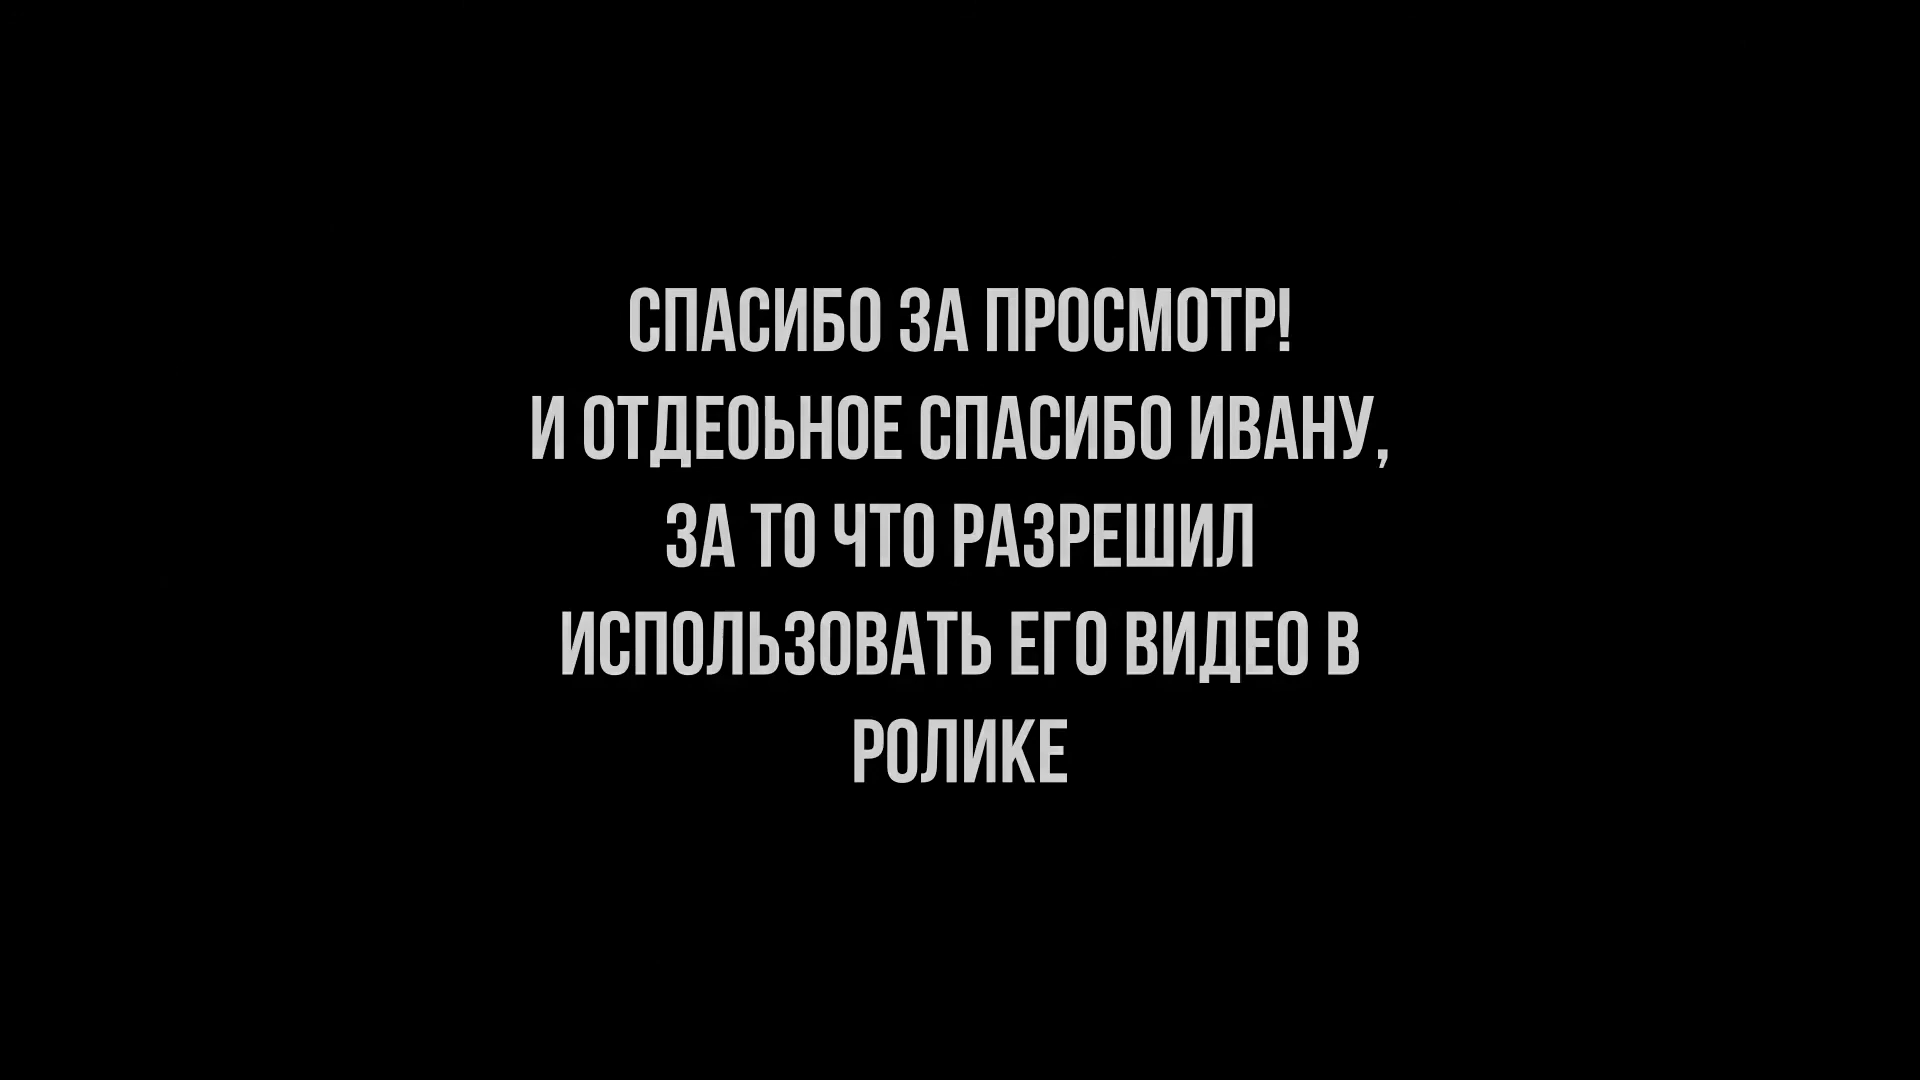 СПАСИБО ЗА ПРОСМОТР!
И ОТДЕОЬНОЕ СПАСИБО ИВАНУ,
ЗА ТО ЧТО РАЗРЕШИЛ
ИСПОЛЬЗОВАТЬ ЕГО ВИДЕО В
РОЛИКЕ